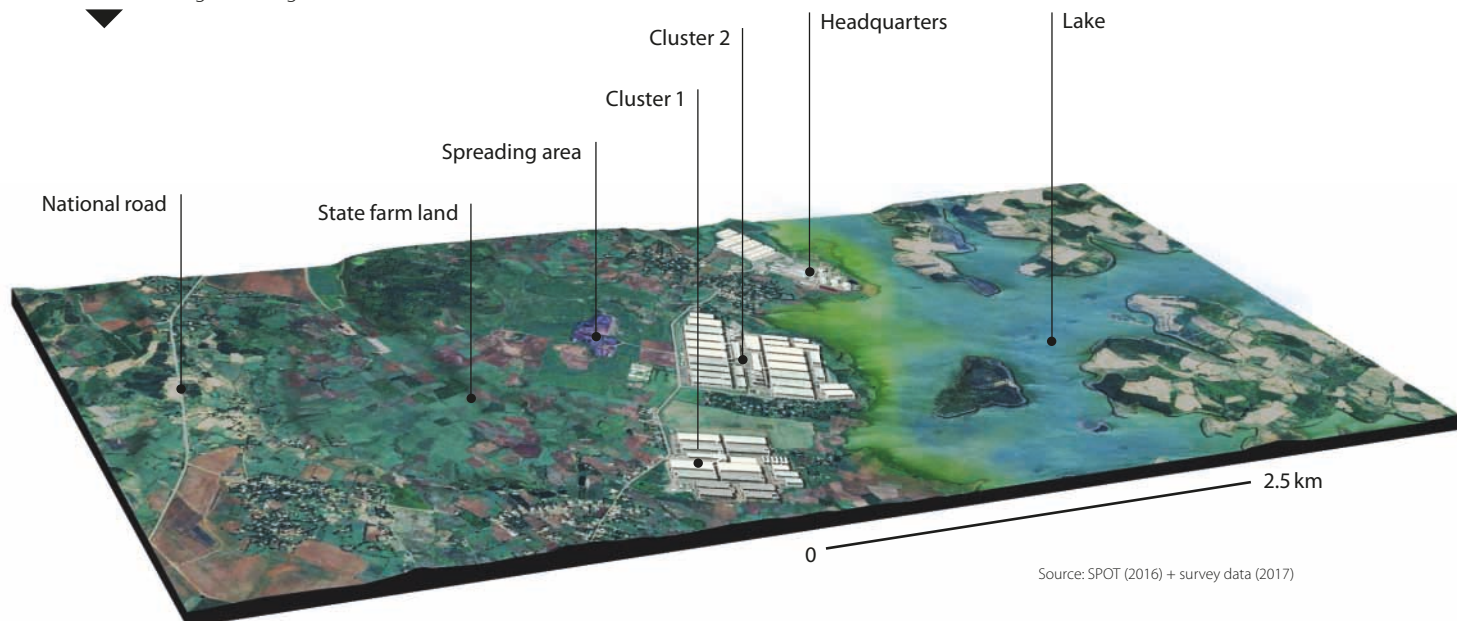 Headquarters
Lake
Cluster 2
Cluster 1
Spreading area
National road
State farm land
2.5 km
0
Source: SPOT (2016) + survey data (2017)